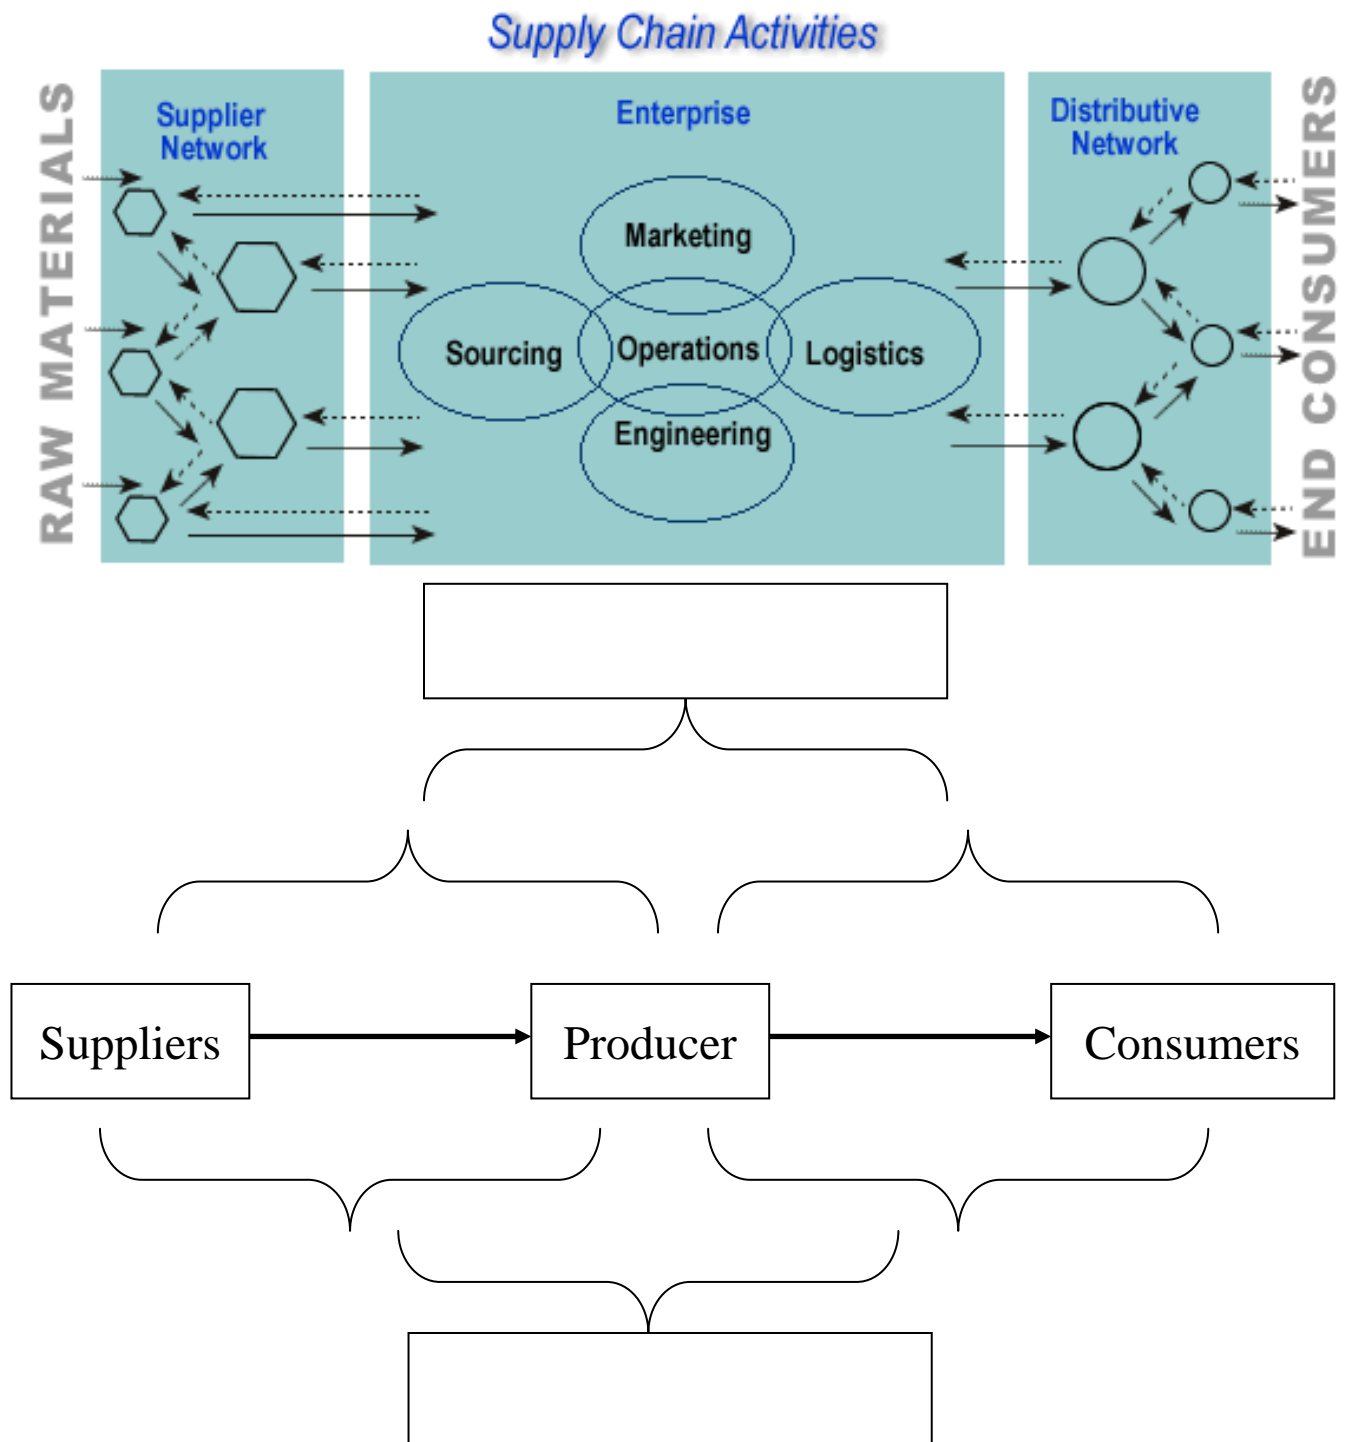 Supply Chain Activities
RAW MATERIALS
Supplier
Network
Enterprise
Marketing
Sourcing
Operations
Logistics
Engineering
Distributive
Network
END CONSUMERS
Suppliers
Producer
Consumers